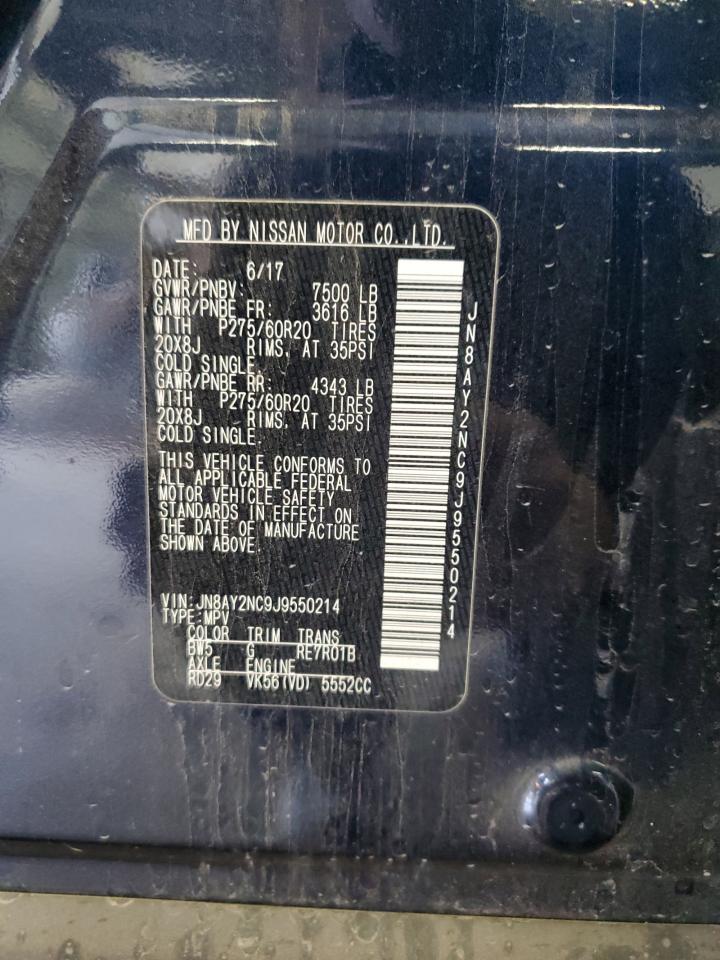 MFD BY NISSAN MOTOR CO.,LTD.
DATE: 6/17
GVWR/PNBV: 7500 LB
GAWR/PNBE FR: 3616 LB
WITH P275/60R20 TIRES
20X8J RIMS, AT 35PSI
COLD SINGLE.
GAWR/PNBE RR: 4343 LB
WITH P275/60R20 TIRES
20X8J RIMS, AT 35PSI
COLD SINGLE.
THIS VEHICLE CONFORMS TO
ALL APPLICABLE FEDERAL
MOTOR VEHICLE SAFETY
STANDARDS IN EFFECT ON
THE DATE OF MANUFACTURE
SHOWN ABOVE.
VIN:JN8AY2NC9J9550214
TYPE:MPV
COLOR TRIM TRANS
BW5 G RE7R01B
AXLE ENGINE
RD29 VK56(VD) 5552CC
JN8AY2NC9J9550214